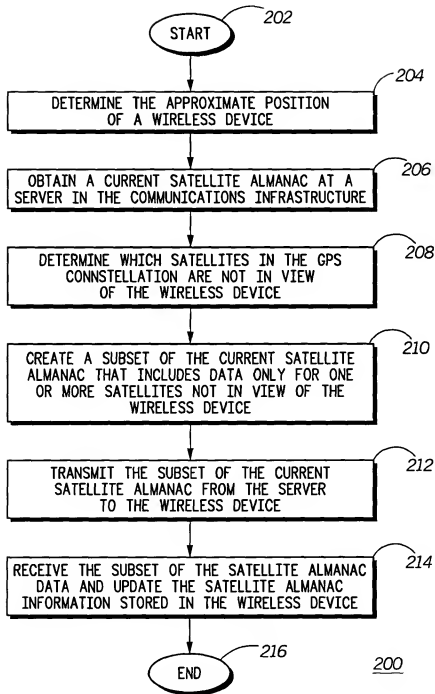 START
202
204
DETERMINE THE APPROXIMATE POSITION
OF A WIRELESS DEVICE
206
OBTAIN A CURRENT SATELLITE ALMANAC AT A
SERVER IN THE COMMUNICATIONS INFRASTRUCTURE
208
DETERMINE WHICH SATELLITES IN THE GPS
CONNSTELLATION ARE NOT IN VIEW
OF THE WIRELESS DEVICE
210
CREATE A SUBSET OF THE CURRENT SATELLITE
ALMANAC THAT INCLUDES DATA ONLY FOR ONE
OR MORE SATELLITES NOT IN VIEW OF THE
WIRELESS DEVICE
212
TRANSMIT THE SUBSET OF THE CURRENT
SATELLITE ALMANAC FROM THE SERVER
TO THE WIRELESS DEVICE
214
RECEIVE THE SUBSET OF THE SATELLITE ALMANAC
DATA AND UPDATE THE SATELLITE ALMANAC
INFORMATION STORED IN THE WIRELESS DEVICE
216
END
200